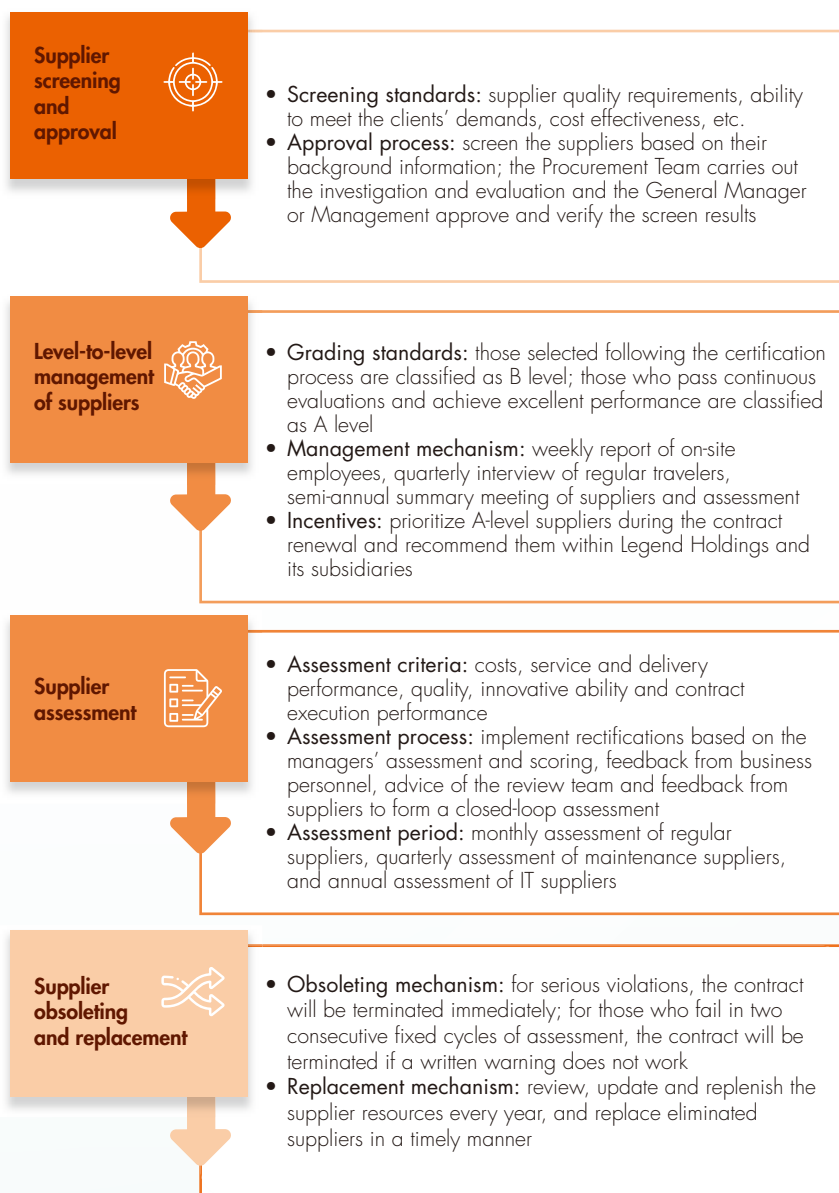 Supplier
screening
and
approval
• Screening standards: supplier quality requirements, ability
to meet the clients’ demands, cost effectiveness, etc.
• Approval process: screen the suppliers based on their
background information; the Procurement Team carries out
the investigation and evaluation and the General Manager
or Management approve and verify the screen results
Level-to-level
management
of suppliers
• Grading standards: those selected following the certification
process are classified as B level; those who pass continuous
evaluations and achieve excellent performance are classified
as A level
• Management mechanism: weekly report of on-site
employees, quarterly interview of regular travelers,
semi-annual summary meeting of suppliers and assessment
• Incentives: prioritize A-level suppliers during the contract
renewal and recommend them within Legend Holdings and
its subsidiaries
Supplier
assessment
• Assessment criteria: costs, service and delivery
performance, quality, innovative ability and contract
execution performance
• Assessment process: implement rectifications based on the
managers’ assessment and scoring, feedback from business
personnel, advice of the review team and feedback from
suppliers to form a closed-loop assessment
• Assessment period: monthly assessment of regular
suppliers, quarterly assessment of maintenance suppliers,
and annual assessment of IT suppliers
Supplier
obsoleting
and replacement
• Obsoleting mechanism: for serious violations, the contract
will be terminated immediately; for those who fail in two
consecutive fixed cycles of assessment, the contract will be
terminated if a written warning does not work
• Replacement mechanism: review, update and replenish the
supplier resources every year, and replace eliminated
suppliers in a timely manner